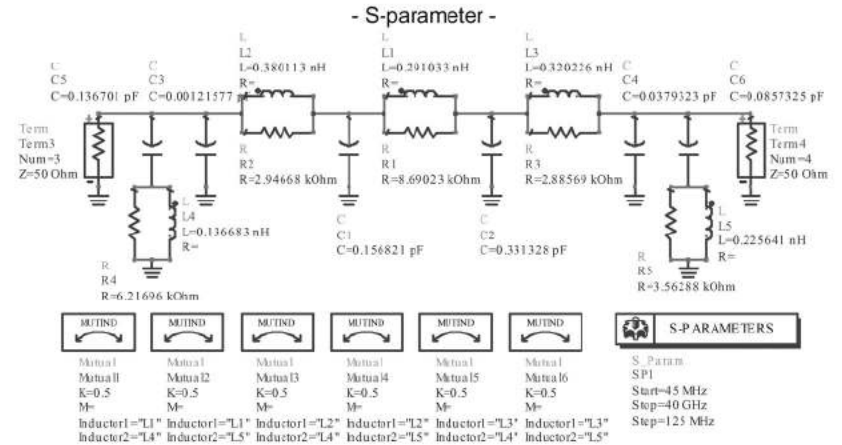 - S-parameter -
C
C5
C=0.136701 pF
C
C3
C=0.00121577 p
L
L2
L=0.380113 nH
R=
L
L1
L=0.291033 nH
R=
L
L3
L=0.320226 nH
R=
C
C4
C=0.0379323 pF
C
C6
C=0.0857325 pF
Term
Term3
Num=3
Z=50 Ohm
R
R2
R=2.94668 kOhm
R
R1
R=8.69023 kOhm
R
R3
R=2.88569 kOhm
Term
Term4
Num=4
Z=50 Ohm
L
L4
L=0.136683 nH
R=
C
C1
C=0.156821 pF
C
C2
C=0.331328 pF
L
L5
L=0.225641 nH
R=
R
R4
R=6.21696 kOhm
R
R5
R=3.56288 kOhm
MUTIND
Mutual
Mutual1
K=0.5
M=
Inductor1="L1"
Inductor2="L4"
MUTIND
Mutual
Mutual2
K=0.5
M=
Inductor1="L1"
Inductor2="L5"
MUTIND
Mutual
Mutual3
K=0.5
M=
Inductor1="L2"
Inductor2="L4"
MUTIND
Mutual
Mutual4
K=0.5
M=
Inductor1="L2"
Inductor2="L5"
MUTIND
Mutual
Mutual5
K=0.5
M=
Inductor1="L3"
Inductor2="L4"
MUTIND
Mutual
Mutual6
K=0.5
M=
Inductor1="L3"
Inductor2="L5"
S-PARAMETERS
S_Param
SP1
Start=45 MHz
Stop=40 GHz
Step=125 MHz